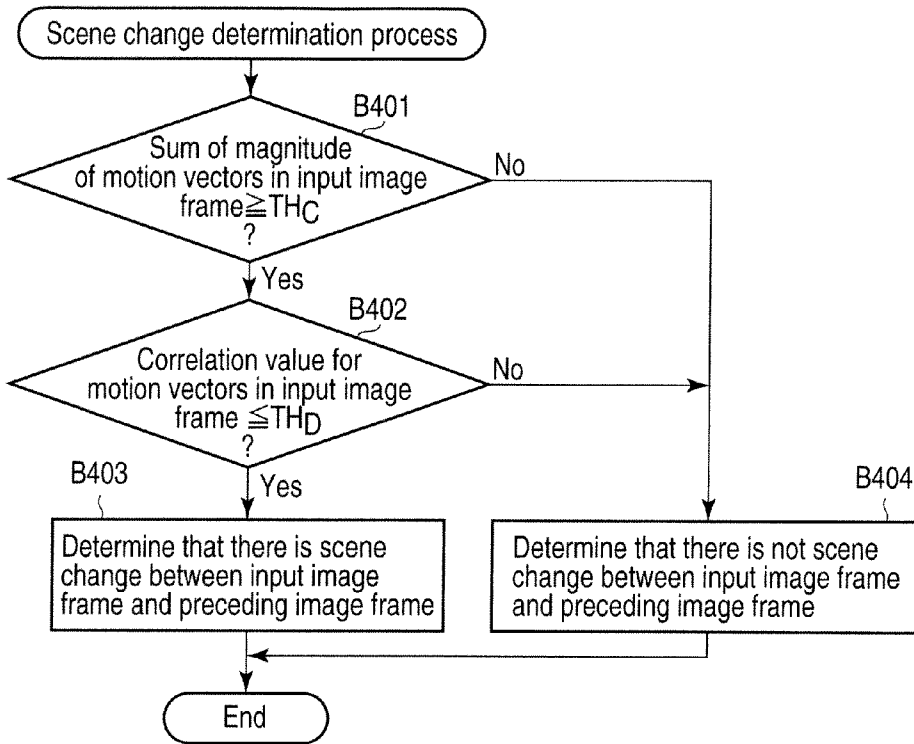 Scene change determination process
B401
Sum of magnitude
of motion vectors in input image
frame≧THC
?
No
Yes
B402
Correlation value for
motion vectors in input image
frame ≦THD
?
No
Yes
B403
Determine that there is scene
change between input image
frame and preceding image frame
B404
Determine that there is not scene
change between input image frame
and preceding image frame
End